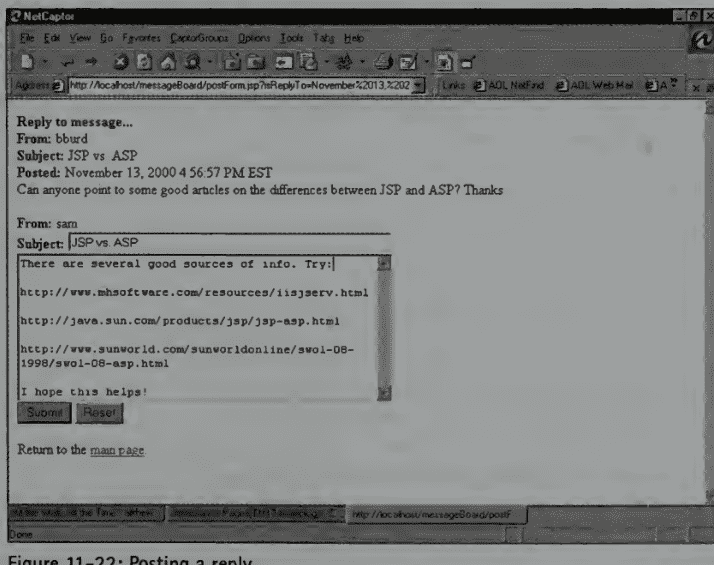 NetCaptor
File Edit View Go Favorites CaptorGroups Options Tools Tabs Help
Address http://localhost/messageBoard/postForm.jsp?isReplyTo=November%2013,%202 Links AOL NetFind AOL Web Mail A
Reply to message...
From: bburd
Subject: JSP vs ASP
Posted: November 13, 2000 4 56:57 PM EST
Can anyone point to some good articles on the differences between JSP and ASP? Thanks
From: sam
Subject: JSP vs. ASP
There are several good sources of info. Try:
http://www.mhsoftware.com/resources/iisjserv.html
http://java.sun.com/products/jsp/jsp-asp.html
http://www.sunworld.com/sunworldonline/swol-08-
1998/swol-08-asp.html
I hope this helps!
Submit Reset
Return to the main page
http://localhost/messageBoard/postF
Done
Figure 11-22: Posting a reply